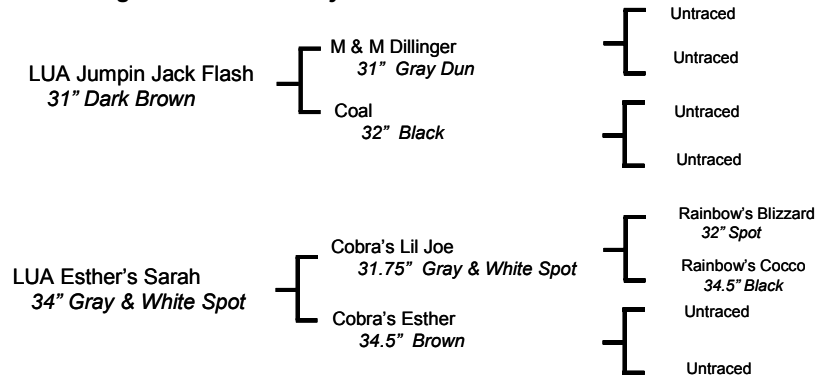 Untraced
M & M Dillinger
31” Gray Dun
Untraced
LUA Jumpin Jack Flash
31” Dark Brown
Coal
32” Black
Untraced
Untraced
Rainbow’s Blizzard
32” Spot
Cobra’s Lil Joe
31.75” Gray & White Spot
Rainbow’s Cocco
34.5” Black
LUA Esther’s Sarah
34” Gray & White Spot
Cobra’s Esther
34.5” Brown
Untraced
Untraced